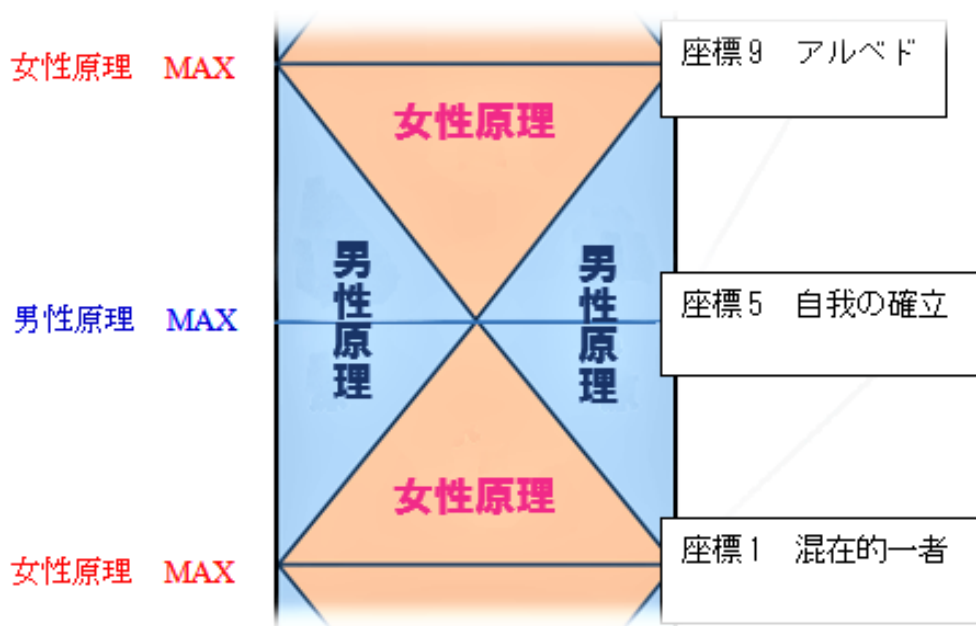 女性原理　MAX
座標９　アルベド
女性原理
男性原理
男性原理
男性原理　MAX
座標５　自我の確立
女性原理
女性原理　MAX
座標１　混在的一者